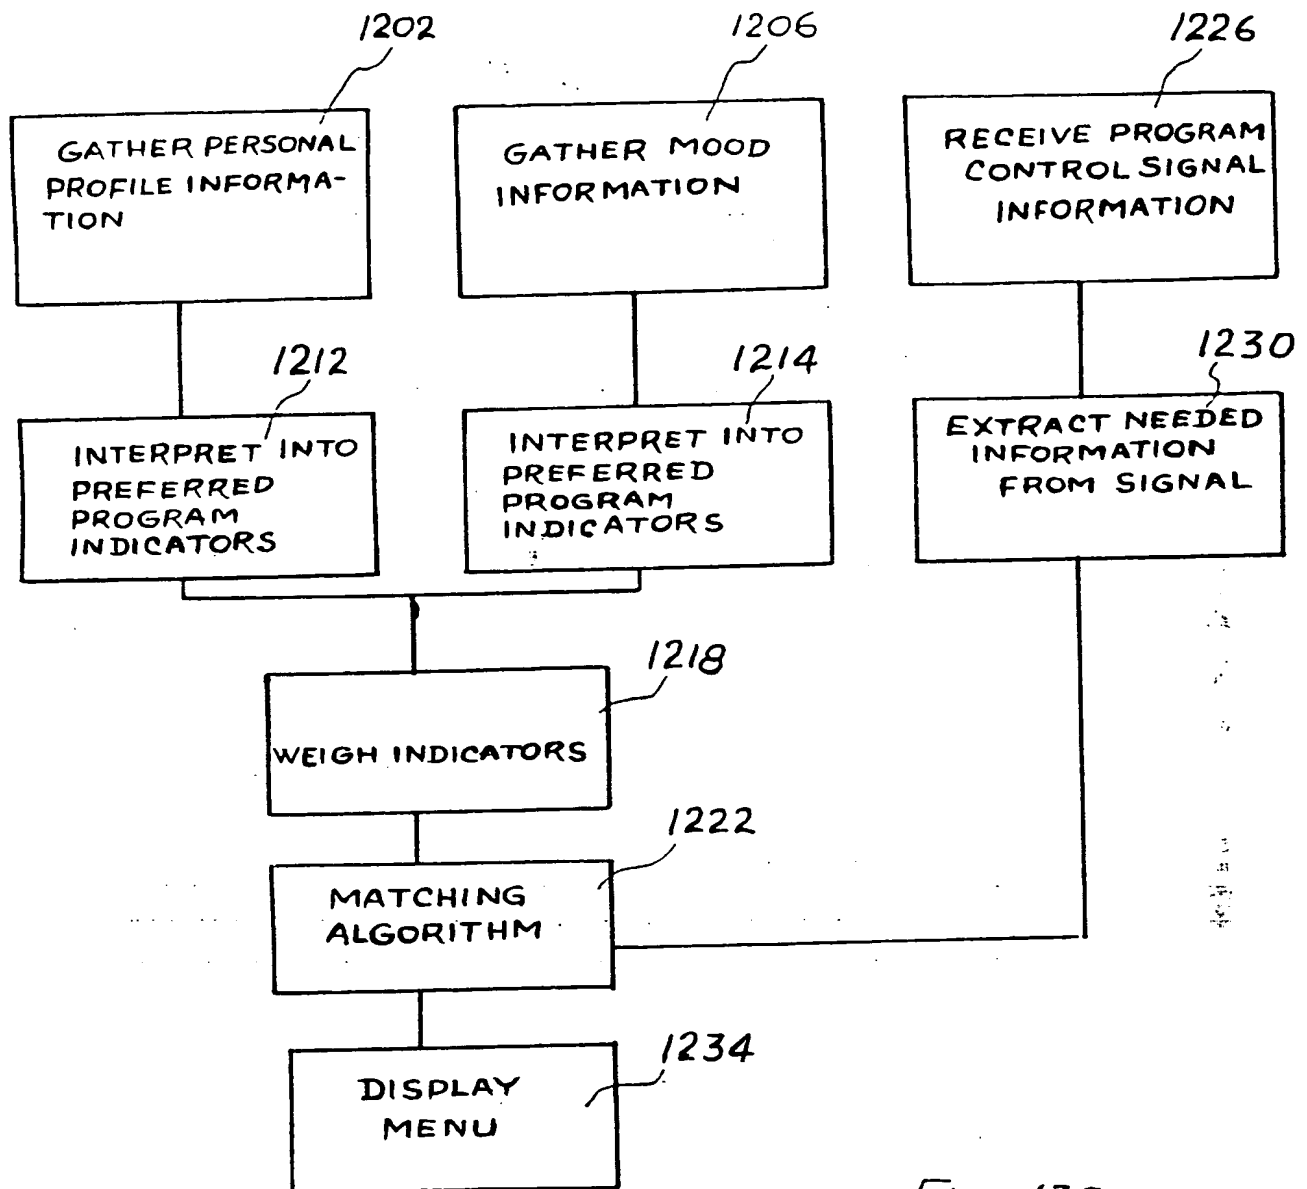 1202
1206
1226
GATHER PERSONAL
PROFILE INFORMA-
TION
GATHER MOOD
INFORMATION
RECEIVE PROGRAM
CONTROL SIGNAL
INFORMATION
1212
1214
1230
INTERPRET INTO
PREFERRED
PROGRAM
INDICATORS
INTERPRET INTO
PREFERRED
PROGRAM
INDICATORS
EXTRACT NEEDED
INFORMATION
FROM SIGNAL
1218
WEIGH INDICATORS
1222
MATCHING
ALGORITHM
1234
DISPLAY
MENU